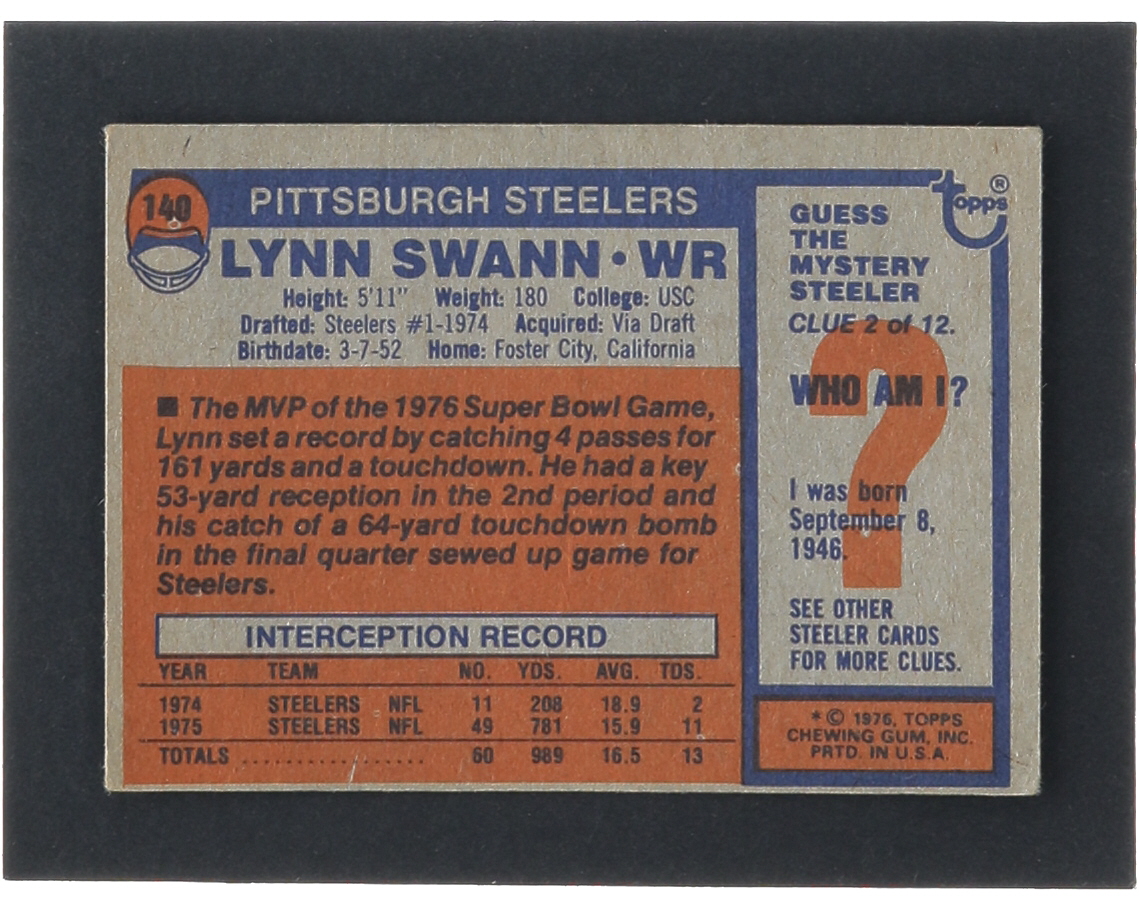 140
PITTSBURGH STEELERS
LYNN SWANN • WR
Height: 5'11" Weight: 180 College: USC
Drafted: Steelers #1-1974 Acquired: Via Draft
Birthdate: 3-7-52 Home: Foster City, California
■ The MVP of the 1976 Super Bowl Game,
Lynn set a record by catching 4 passes for
161 yards and a touchdown. He had a key
53-yard reception in the 2nd period and
his catch of a 64-yard touchdown bomb
in the final quarter sewed up game for
Steelers.
INTERCEPTION RECORD
YEAR TEAM NO. YDS. AVG. TDS.
1974 STEELERS NFL 11 208 18.9 2
1975 STEELERS NFL 49 781 15.9 11
TOTALS .................. 60 989 16.5 13
topps®
GUESS
THE
MYSTERY
STEELER
CLUE 2 of 12.
WHO AM I?
?
I was born
September 8,
1946.
SEE OTHER
STEELER CARDS
FOR MORE CLUES.
* © 1976, TOPPS
CHEWING GUM, INC.
PRTD. IN U.S.A.